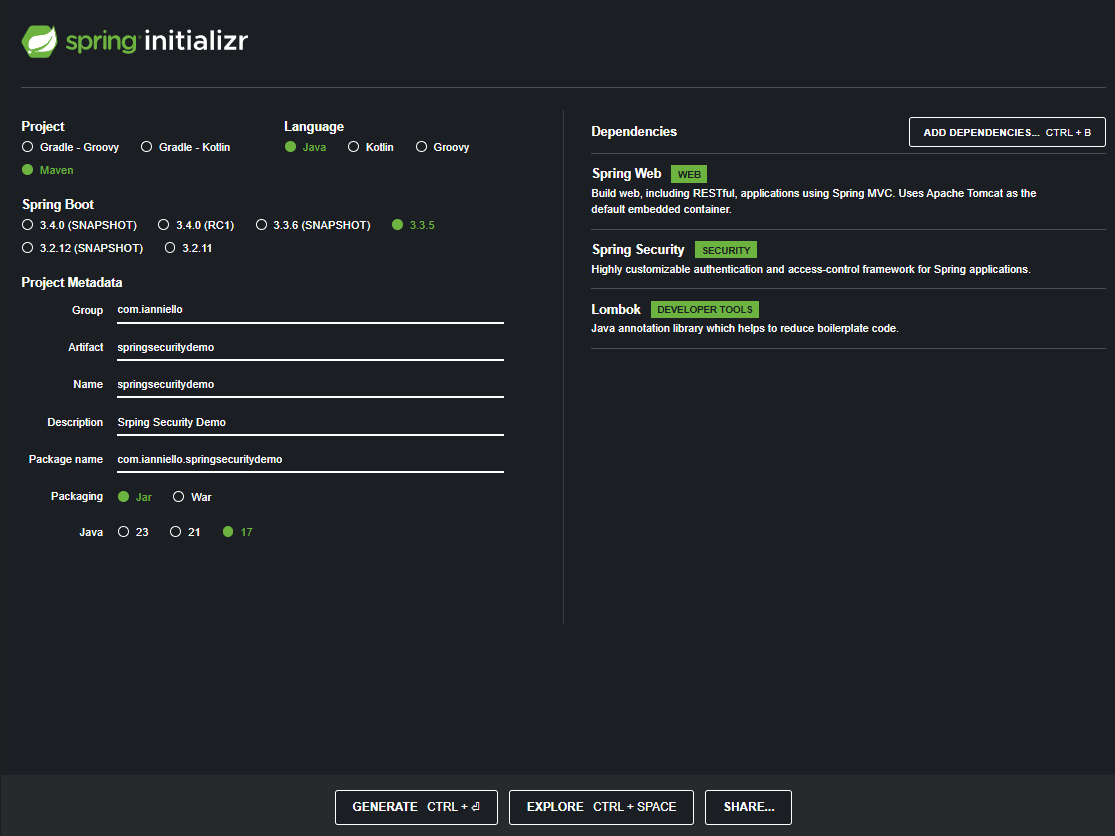 spring initializr
Project
Gradle - Groovy Gradle - Kotlin
Maven
Language
Java Kotlin Groovy
Spring Boot
3.4.0 (SNAPSHOT) 3.4.0 (RC1) 3.3.6 (SNAPSHOT) 3.3.5
3.2.12 (SNAPSHOT) 3.2.11
Project Metadata
Group com.ianniello
Artifact springsecuritydemo
Name springsecuritydemo
Description Srping Security Demo
Package name com.ianniello.springsecuritydemo
Packaging Jar War
Java 23 21 17
Dependencies ADD DEPENDENCIES... CTRL + B
Spring Web WEB
Build web, including RESTful, applications using Spring MVC. Uses Apache Tomcat as the
default embedded container.
Spring Security SECURITY
Highly customizable authentication and access-control framework for Spring applications.
Lombok DEVELOPER TOOLS
Java annotation library which helps to reduce boilerplate code.
GENERATE CTRL + ⏎ EXPLORE CTRL + SPACE SHARE...